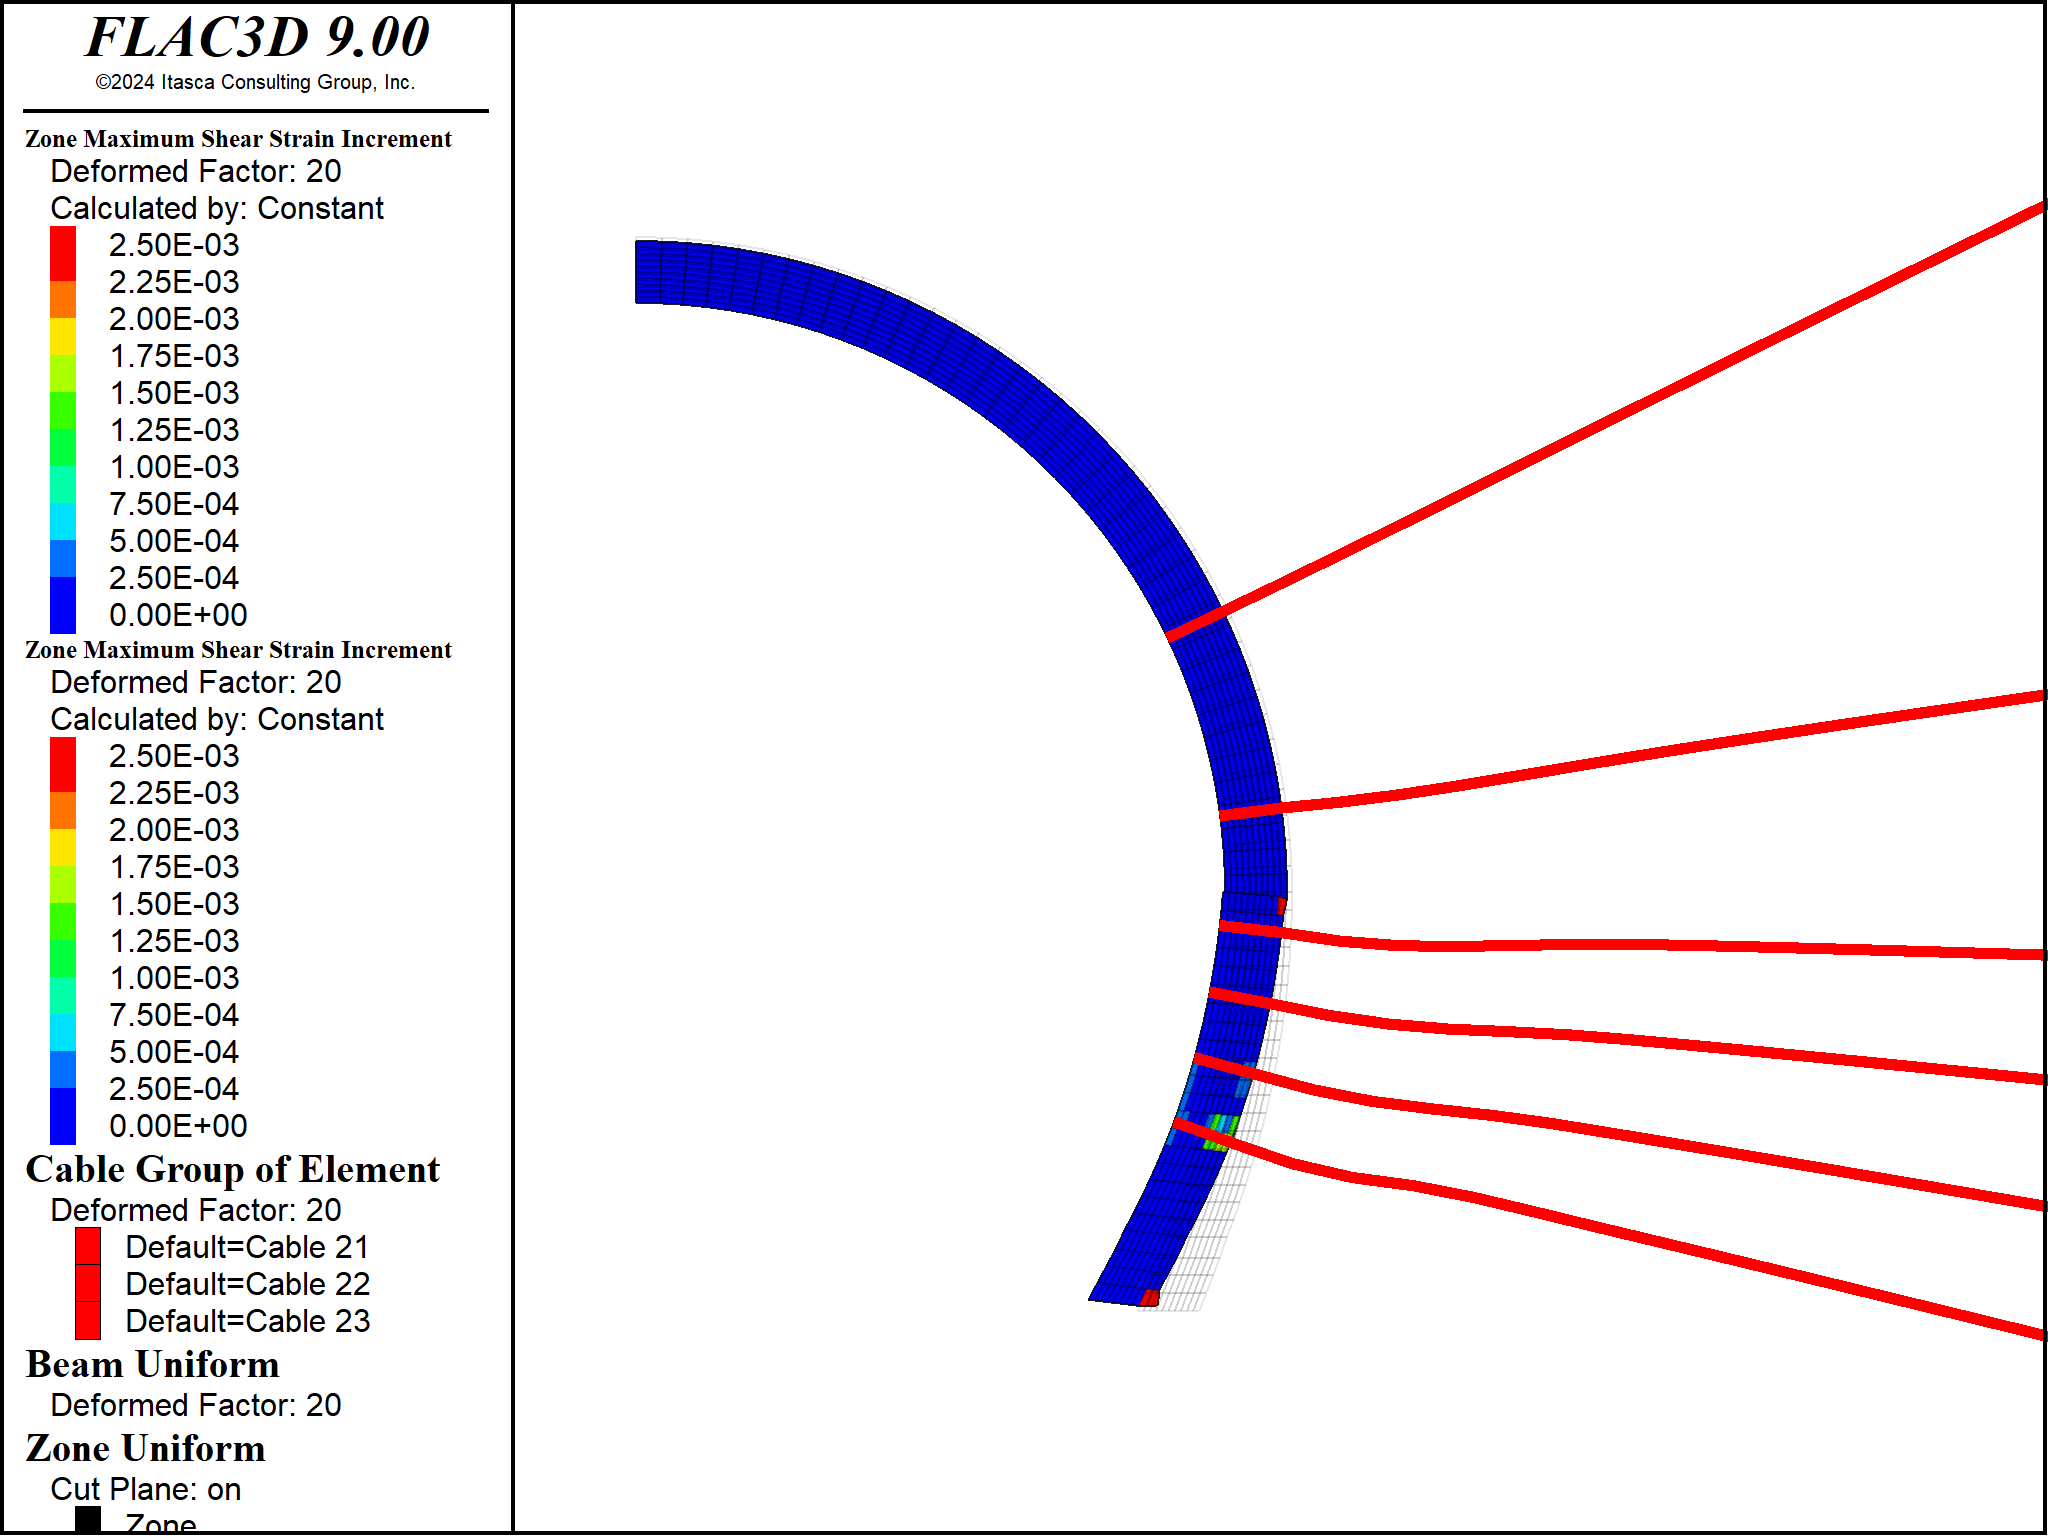 FLAC3D 9.00
©2024 Itasca Consulting Group, Inc.
Zone Maximum Shear Strain Increment
Deformed Factor: 20
Calculated by: Constant
2.50E-03
2.25E-03
2.00E-03
1.75E-03
1.50E-03
1.25E-03
1.00E-03
7.50E-04
5.00E-04
2.50E-04
0.00E+00
Zone Maximum Shear Strain Increment
Deformed Factor: 20
Calculated by: Constant
2.50E-03
2.25E-03
2.00E-03
1.75E-03
1.50E-03
1.25E-03
1.00E-03
7.50E-04
5.00E-04
2.50E-04
0.00E+00
Cable Group of Element
Deformed Factor: 20
Default=Cable 21
Default=Cable 22
Default=Cable 23
Beam Uniform
Deformed Factor: 20
Zone Uniform
Cut Plane: on
Zone